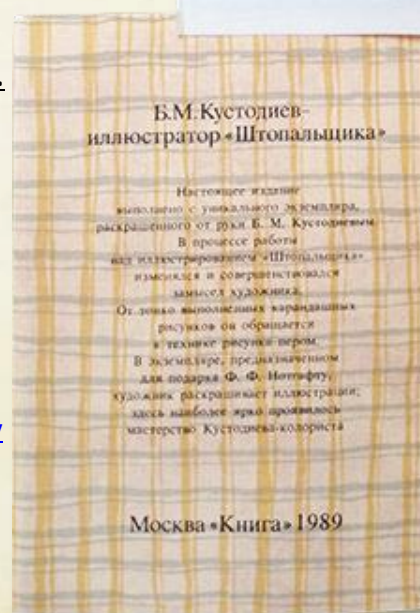 Б.М.Кустодиев-
иллюстратор «Штопальщика»
Настоящее издание
выполнено с уникального экземпляра,
раскрашенного от руки Б. М. Кустодиевым.
В процессе работы
над иллюстрированием «Штопальщика»
изменялся и совершенствовался
замысел художника.
От тонко выполненных карандашных
рисунков он обращается
к технике рисунка пером.
В экземпляре, предназначенном
для подарка Ф. Ф. Нотгафту,
художник раскрашивает иллюстрации;
здесь наиболее ярко проявилось
мастерство Кустодиева-колориста
Москва «Книга» 1989